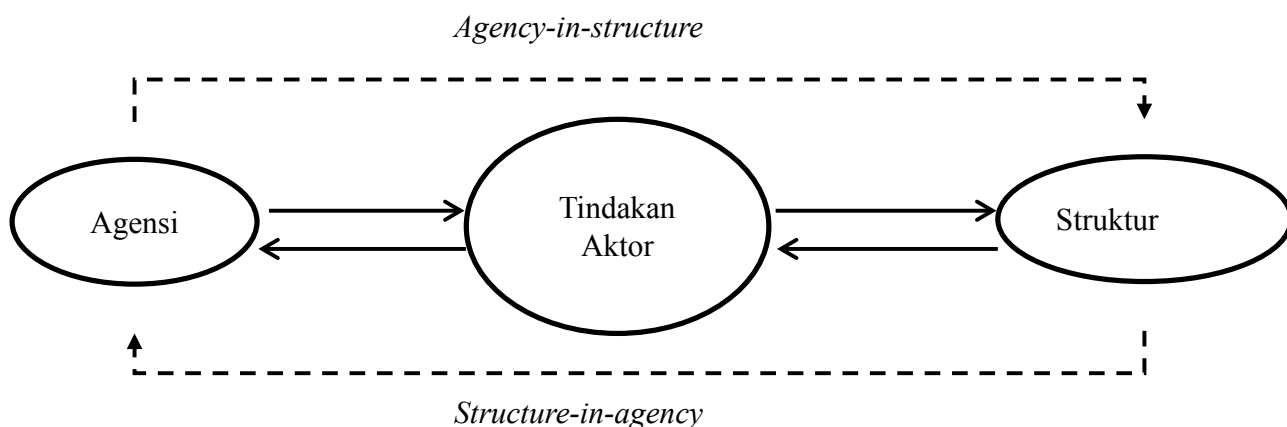 Agency-in-structure
Agensi
Tindakan
Aktor
Struktur
Structure-in-agency